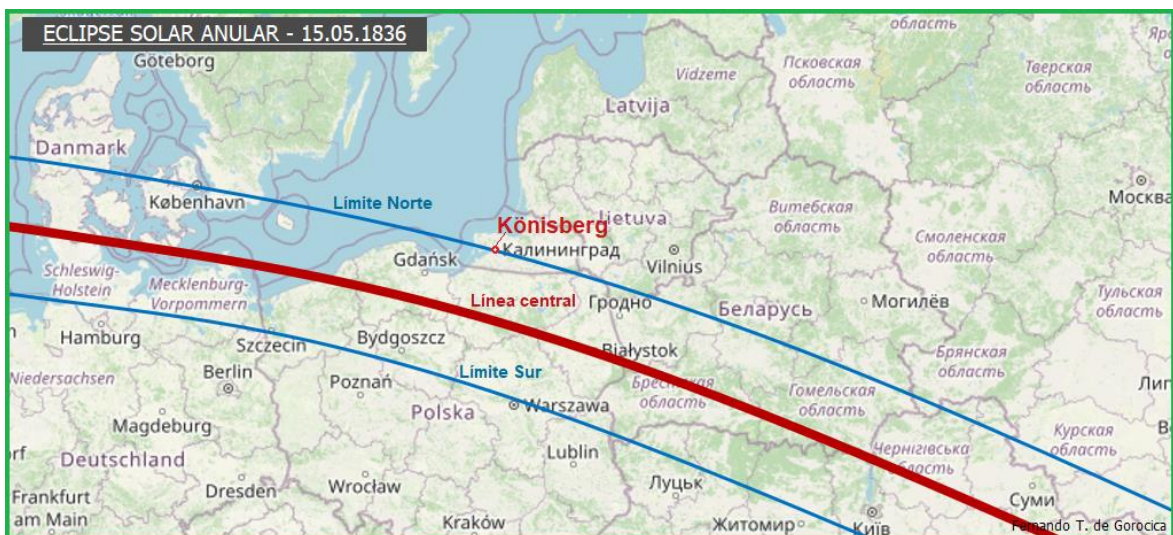 ECLIPSE SOLAR ANULAR - 15.05.1836
Göteborg
область
Vidzeme
Псковская
область
Тверская
область
Latvija
Danmark
København
Límite Norte
Könisberg
Lietuva
Витебская
область
Москва
Калининград
Vilnius
Смоленская
область
Gdańsk
Schleswig-
Holstein
Mecklenburg-
Vorpommern
Línea central
Гродно
Беларусь
Могилёв
Тульская
область
Hamburg
Szczecin
Bydgoszcz
Białystok
Брянская
область
Niedersachsen
Berlin
Poznań
Límite Sur
Брестская
область
Гомельская
область
Polska
Warszawa
Magdeburg
Курская
область
Deutschland
Lublin
Чернігівська
область
Frankfurt
am Main
Dresden
Wrocław
Луцьк
Суми
Kraków
Житомир
Київ
Fernando T. de Gorocica